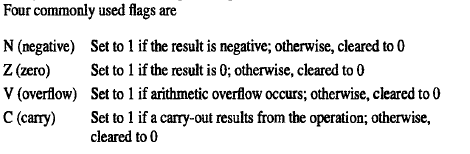 Four commonly used flags are
N (negative) Set to 1 if the result is negative; otherwise, cleared to 0
Z (zero) Set to 1 if the result is 0; otherwise, cleared to 0
V (overflow) Set to 1 if arithmetic overflow occurs; otherwise, cleared to 0
C (carry) Set to 1 if a carry-out results from the operation; otherwise,
cleared to 0